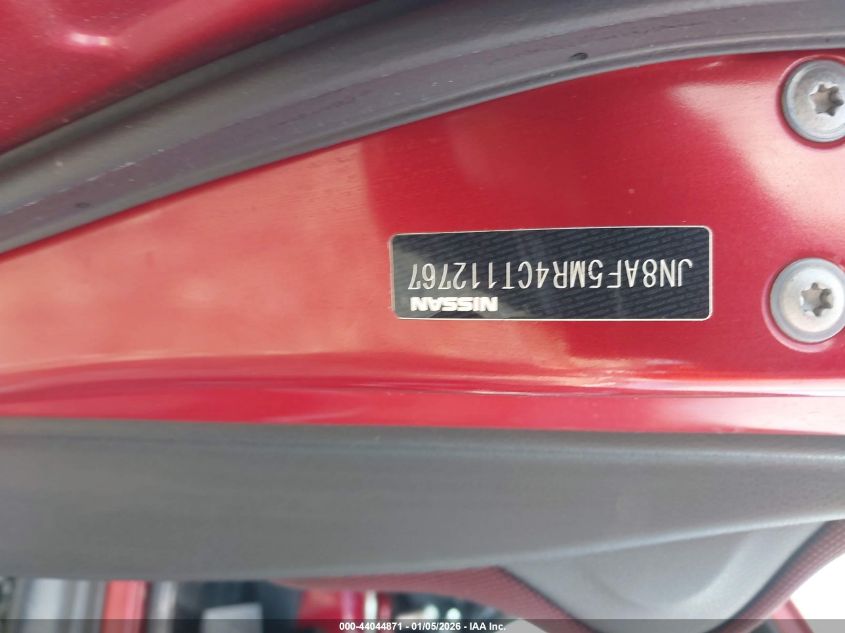 NISSAN
JN8AF5MR4CT112767
000-44044871 - 01/05/2026 - IAA Inc.